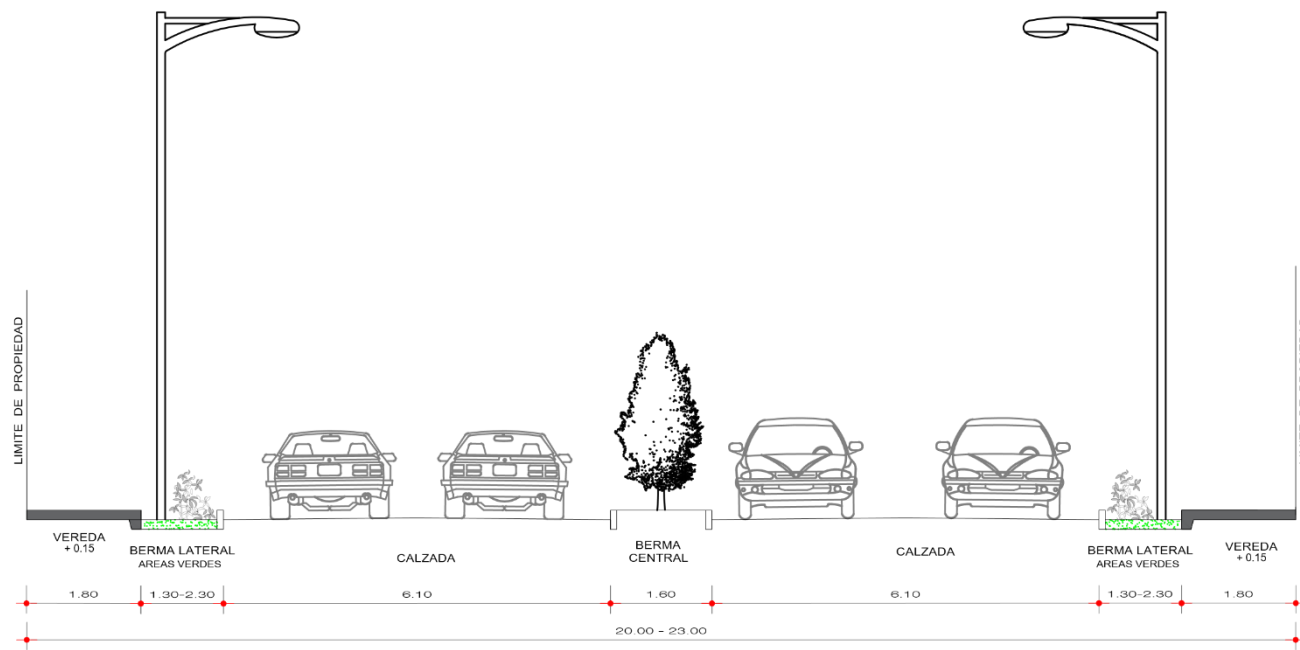 LIMITE DE PROPIEDAD
VEREDA
+ 0.15
BERMA LATERAL
AREAS VERDES
CALZADA
BERMA
CENTRAL
CALZADA
BERMA LATERAL
AREAS VERDES
VEREDA
+ 0.15
1.80
1.30-2.30
6.10
1.60
6.10
1.30-2.30
1.80
20.00 - 23.00